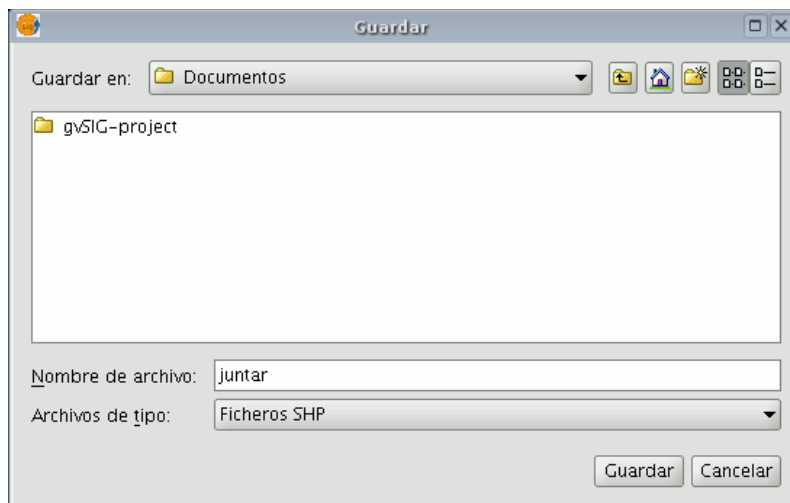 Guardar
Guardar en: Documentos
gvSIG-project
Nombre de archivo: juntar
Archivos de tipo: Ficheros SHP
Guardar Cancelar